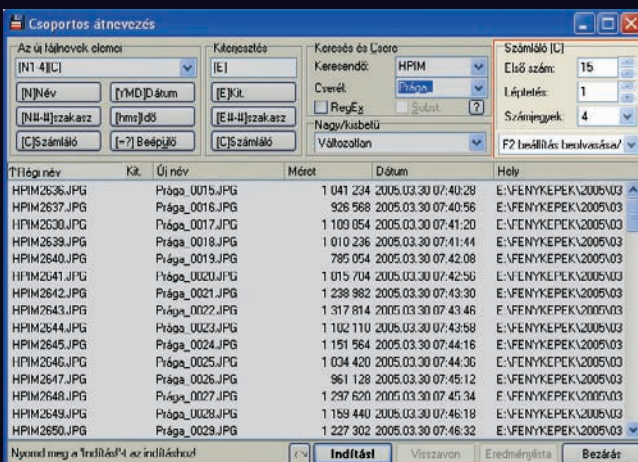 Csoportos átnevezés
Az új fájlnevek elemei
[N1-4][C]
[N]Név
[YMD]Dátum
[N#-#]szakasz
[hms]Idő
[C]Számláló
[=?] Beépülő
Kiterjesztés
[E]
[E]Kit.
[E#-#]szakasz
[C]Számláló
Keresés és Csere
Keresendő: HPIM
Cserél: Prága_
RegEx
Subst.
?
Nagy/kisbetű
Változatlan
Számláló [C]
Első szám: 15
Léptetés: 1
Számjegyek: 4
F2 beállítás beolvasása/
↑Régi név Kit. Új név Méret Dátum Hely
HPIM2636.JPG Prága_0015.JPG 1 041 234 2005.03.30 07:40:28 E:\FENYKEPEK\2005\03
HPIM2637.JPG Prága_0016.JPG 926 568 2005.03.30 07:40:56 E:\FENYKEPEK\2005\03
HPIM2638.JPG Prága_0017.JPG 1 109 054 2005.03.30 07:41:20 E:\FENYKEPEK\2005\03
HPIM2639.JPG Prága_0018.JPG 1 010 236 2005.03.30 07:41:44 E:\FENYKEPEK\2005\03
HPIM2640.JPG Prága_0019.JPG 785 054 2005.03.30 07:42:08 E:\FENYKEPEK\2005\03
HPIM2641.JPG Prága_0020.JPG 1 015 704 2005.03.30 07:42:56 E:\FENYKEPEK\2005\03
HPIM2642.JPG Prága_0021.JPG 1 238 982 2005.03.30 07:43:30 E:\FENYKEPEK\2005\03
HPIM2643.JPG Prága_0022.JPG 1 317 814 2005.03.30 07:43:46 E:\FENYKEPEK\2005\03
HPIM2644.JPG Prága_0023.JPG 1 102 110 2005.03.30 07:43:58 E:\FENYKEPEK\2005\03
HPIM2645.JPG Prága_0024.JPG 1 151 564 2005.03.30 07:44:16 E:\FENYKEPEK\2005\03
HPIM2646.JPG Prága_0025.JPG 1 034 420 2005.03.30 07:44:36 E:\FENYKEPEK\2005\03
HPIM2647.JPG Prága_0026.JPG 961 128 2005.03.30 07:45:12 E:\FENYKEPEK\2005\03
HPIM2648.JPG Prága_0027.JPG 1 297 620 2005.03.30 07:45:34 E:\FENYKEPEK\2005\03
HPIM2649.JPG Prága_0028.JPG 1 159 440 2005.03.30 07:46:18 E:\FENYKEPEK\2005\03
HPIM2650.JPG Prága_0029.JPG 1 227 302 2005.03.30 07:46:32 E:\FENYKEPEK\2005\03
Nyomd meg a 'Indítás!'-t az indításhoz!
Indítás!
Visszavon
Eredménylista
Bezárás